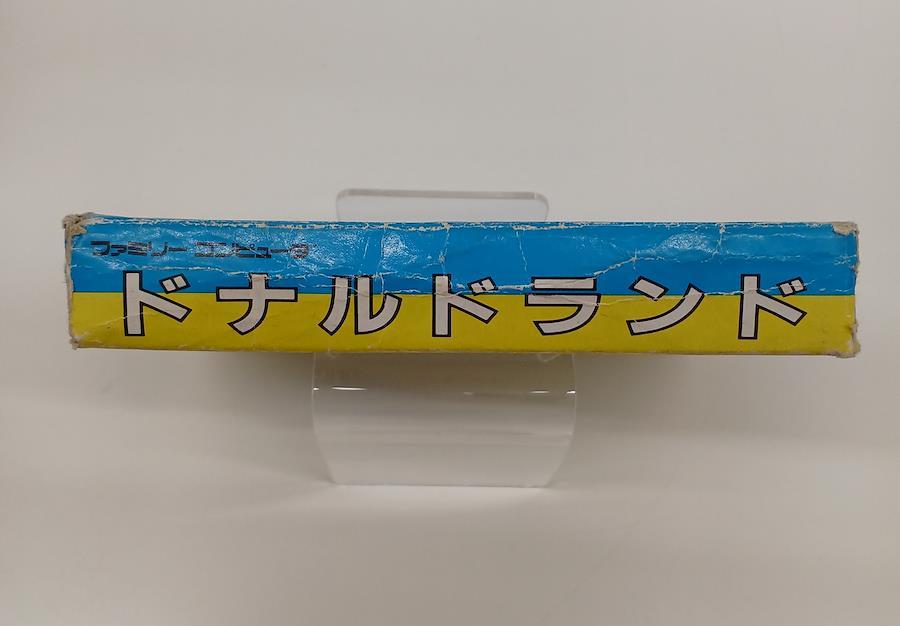 ファミリー コンピュータ
ドナルドランド